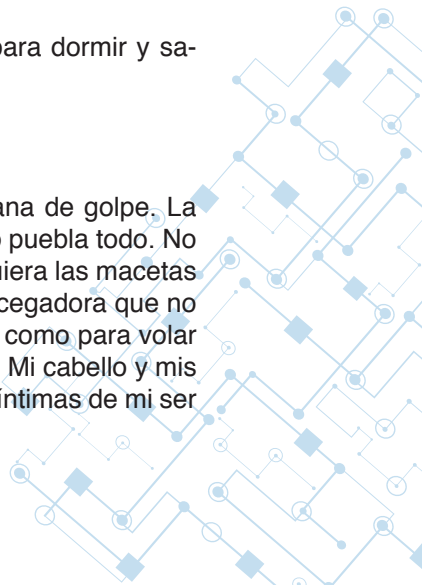 para dormir y sa-
ana de golpe. La
o puebla todo. No
uiera las macetas
cegadora que no
como para volar
Mi cabello y mis
íntimas de mi ser